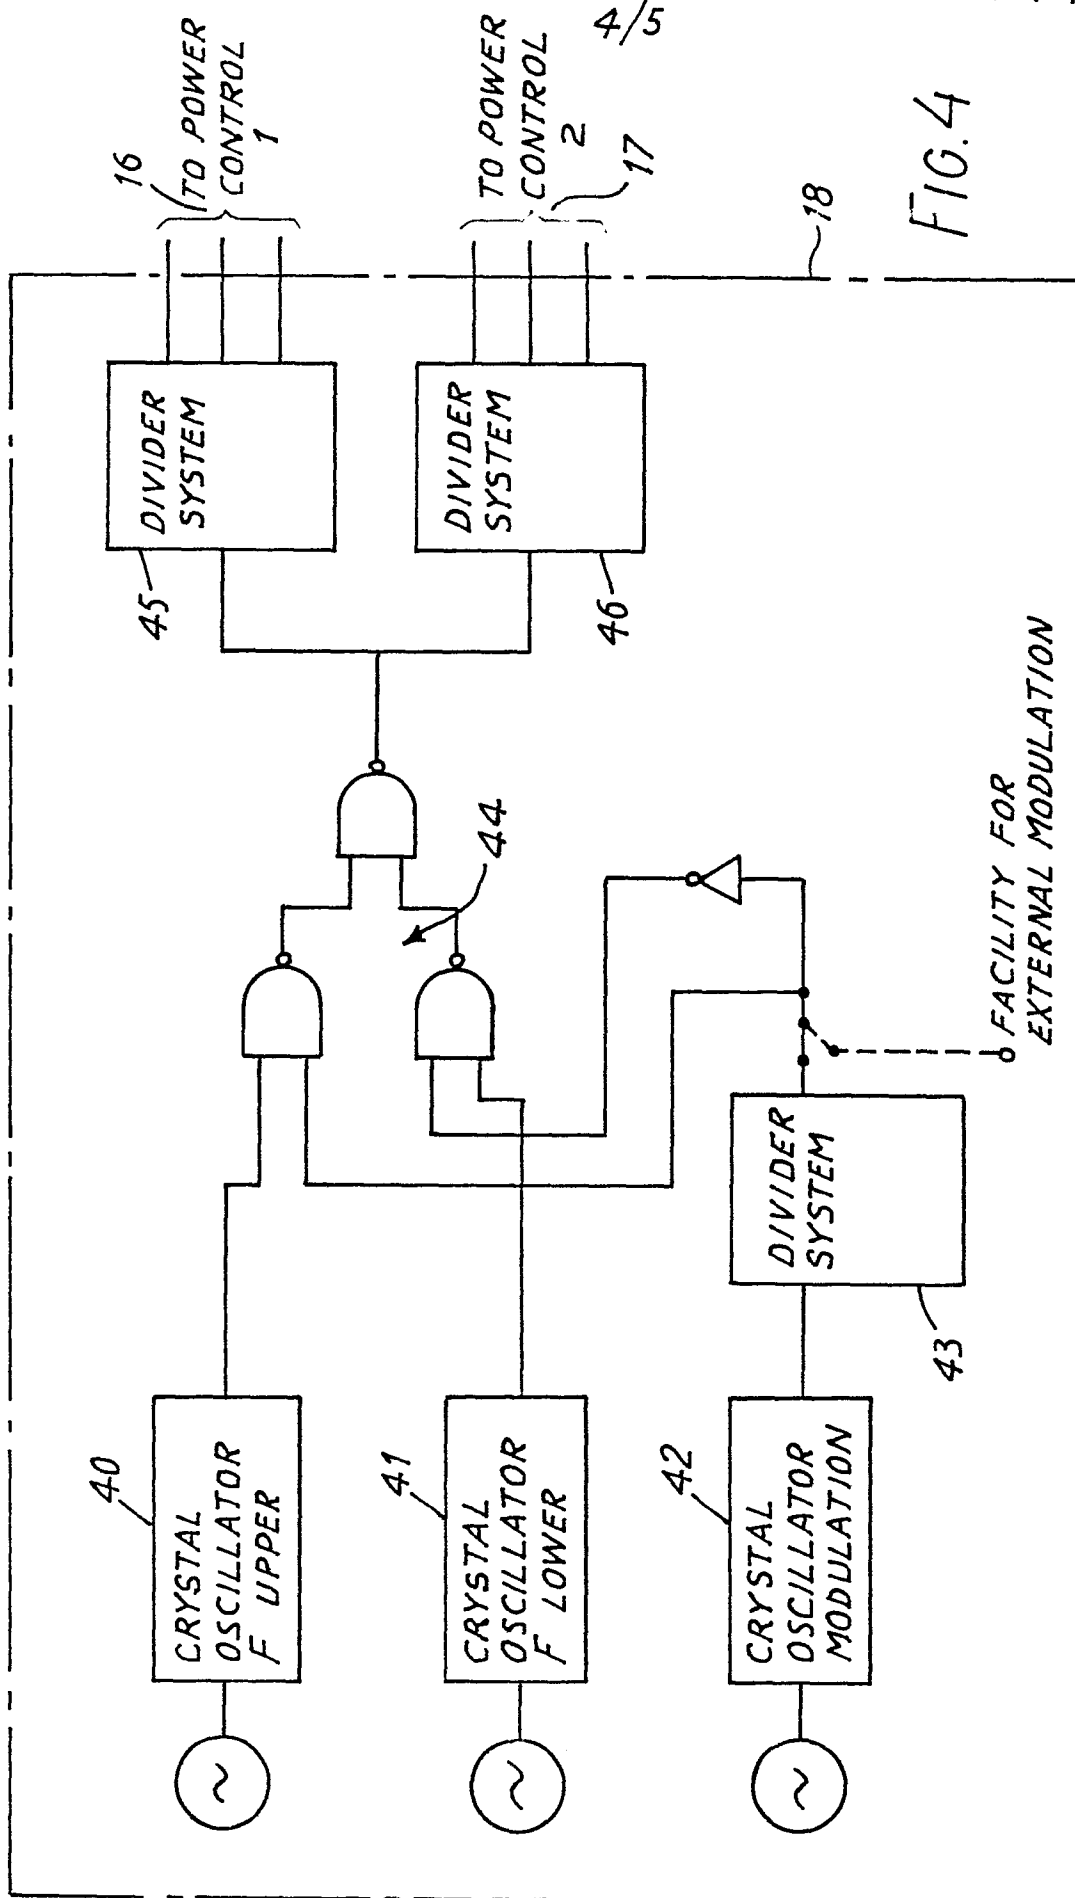 4/5
CRYSTAL
OSCILLATOR
F UPPER
40
CRYSTAL
OSCILLATOR
F LOWER
41
CRYSTAL
OSCILLATOR
MODULATION
42
DIVIDER
SYSTEM
43
44
FACILITY FOR
EXTERNAL MODULATION
DIVIDER
SYSTEM
45
DIVIDER
SYSTEM
46
16
TO POWER
CONTROL
1
TO POWER
CONTROL
2
17
18
FIG. 4